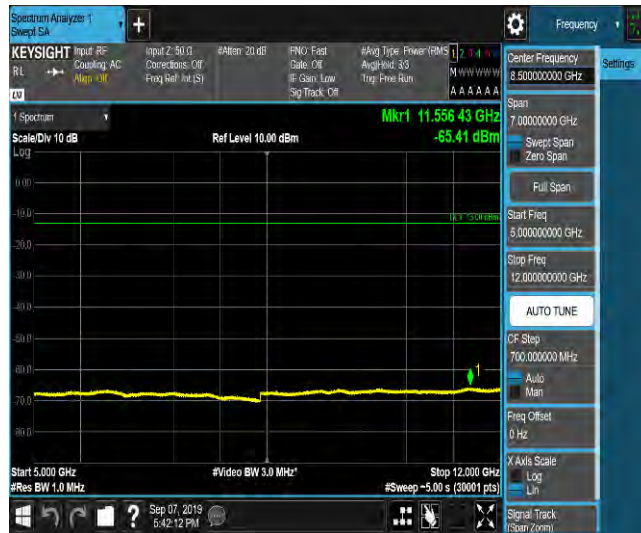 Spectrum Analyzer 1
Swept SA
+
Frequency
KEYSIGHT
RL
LV
Input: RF
Coupling: AC
Align: Off
Input Z: 50 Ω
Corrections: Off
Freq Ref: Int (S)
#Atten: 20 dB
PNO: Fast
Gate: Off
IF Gain: Low
Sig Track: Off
#Avg Type: Power (RMS
Avg|Hold: 3/3
Trig: Free Run
1 2 3 4 5 6
M W W W W W
A A A A A A
1 Spectrum
Scale/Div 10 dB
Log
Ref Level 10.00 dBm
Mkr1 11.556 43 GHz
-65.41 dBm
0.00
-10.0
-20.0
-30.0
-40.0
-50.0
-60.0
-70.0
-80.0
1
Start 5.000 GHz
#Res BW 1.0 MHz
#Video BW 3.0 MHz*
Stop 12.000 GHz
#Sweep ~5.00 s (30001 pts)
?
Sep 07, 2019
5:42:12 PM
Center Frequency
8.500000000 GHz
Settings
Span
7.00000000 GHz
Swept Span
Zero Span
Full Span
Start Freq
5.000000000 GHz
Stop Freq
12.000000000 GHz
AUTO TUNE
CF Step
700.000000 MHz
Auto
Man
Freq Offset
0 Hz
X Axis Scale
Log
Lin
Signal Track
(Span Zoom)